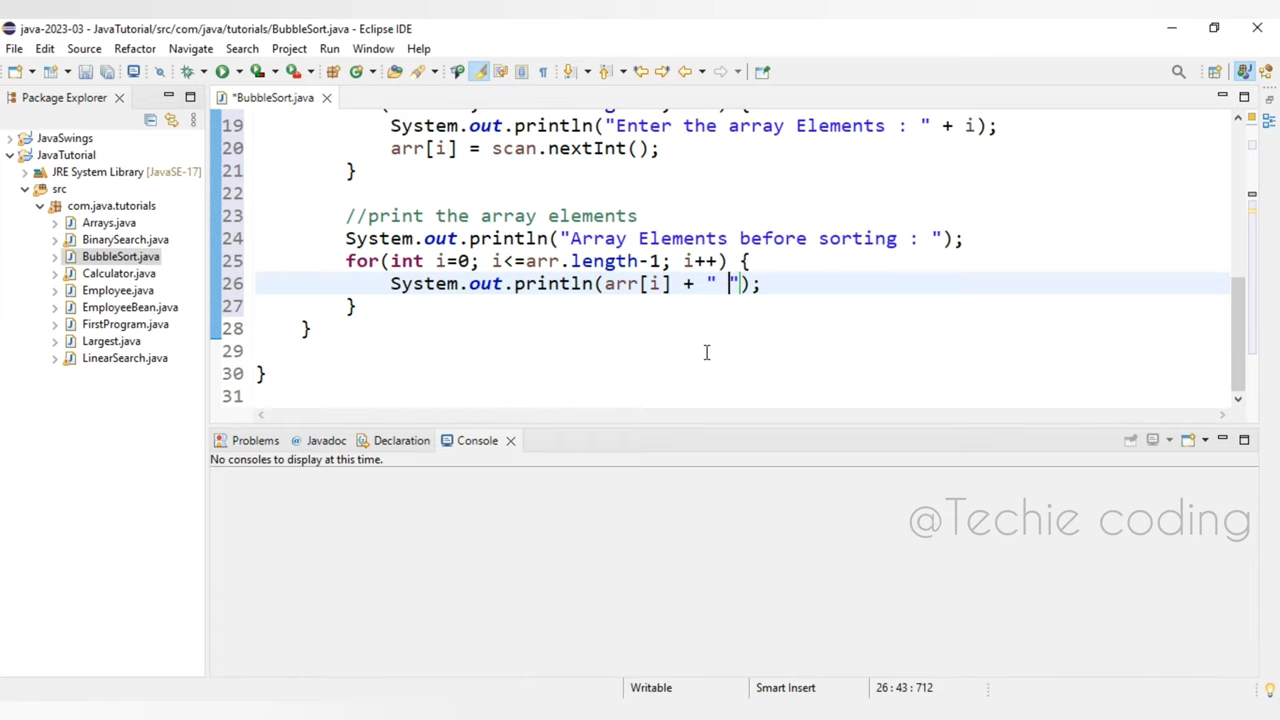 java-2023-03 - JavaTutorial/src/com/java/tutorials/BubbleSort.java - Eclipse IDE
File Edit Source Refactor Navigate Search Project Run Window Help
Package Explorer
*BubbleSort.java
JavaSwings
JavaTutorial
JRE System Library [JavaSE-17]
src
com.java.tutorials
Arrays.java
BinarySearch.java
BubbleSort.java
Calculator.java
Employee.java
EmployeeBean.java
FirstProgram.java
Largest.java
LinearSearch.java
19 System.out.println("Enter the array Elements : " + i);
20 arr[i] = scan.nextInt();
21 }
22
23 //print the array elements
24 System.out.println("Array Elements before sorting : ");
25 for(int i=0; i<=arr.length-1; i++) {
26 System.out.println(arr[i] + " ");
27 }
28 }
29
30 }
31
Problems Javadoc Declaration Console
No consoles to display at this time.
@Techie coding
Writable Smart Insert 26 : 43 : 712